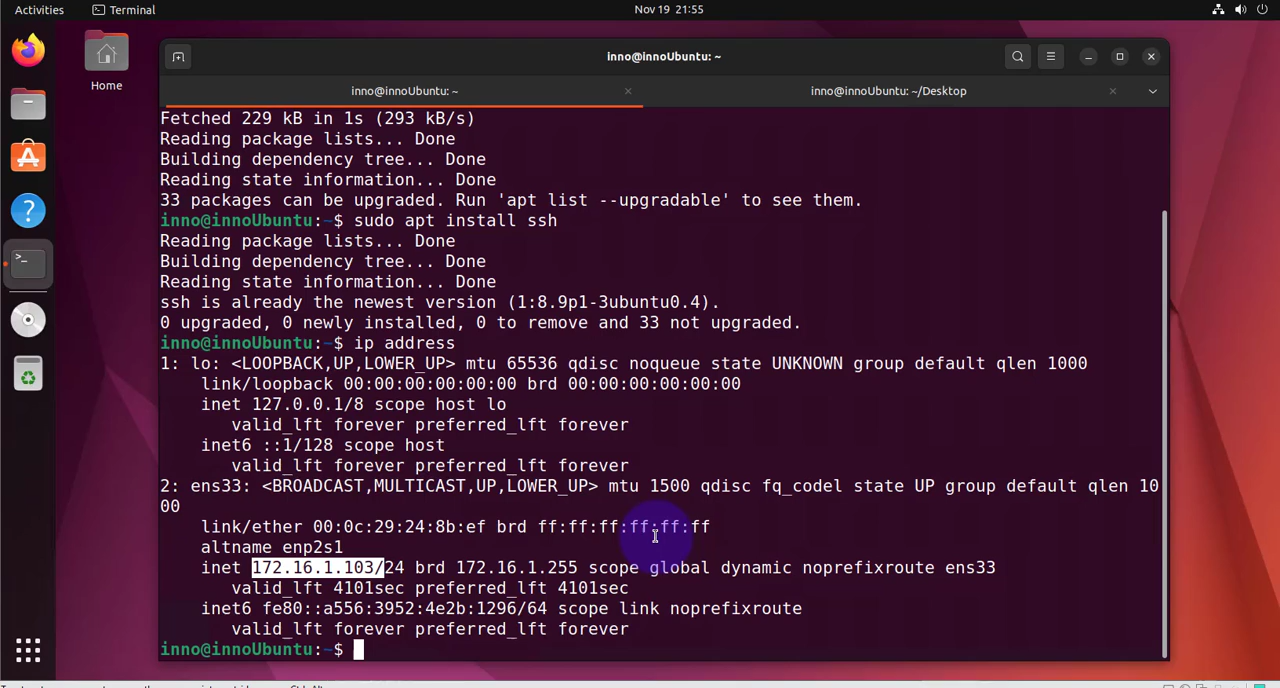 Activities Terminal Nov 19 21:55
inno@innoUbuntu: ~
Home
inno@innoUbuntu: ~ × inno@innoUbuntu: ~/Desktop ×
Fetched 229 kB in 1s (293 kB/s)
Reading package lists... Done
Building dependency tree... Done
Reading state information... Done
33 packages can be upgraded. Run 'apt list --upgradable' to see them.
inno@innoUbuntu:~$ sudo apt install ssh
Reading package lists... Done
Building dependency tree... Done
Reading state information... Done
ssh is already the newest version (1:8.9p1-3ubuntu0.4).
0 upgraded, 0 newly installed, 0 to remove and 33 not upgraded.
inno@innoUbuntu:~$ ip address
1: lo: <LOOPBACK,UP,LOWER_UP> mtu 65536 qdisc noqueue state UNKNOWN group default qlen 1000
link/loopback 00:00:00:00:00:00 brd 00:00:00:00:00:00
inet 127.0.0.1/8 scope host lo
valid_lft forever preferred_lft forever
inet6 ::1/128 scope host
valid_lft forever preferred_lft forever
2: ens33: <BROADCAST,MULTICAST,UP,LOWER_UP> mtu 1500 qdisc fq_codel state UP group default qlen 10
00
link/ether 00:0c:29:24:8b:ef brd ff:ff:ff:ff:ff:ff
altname enp2s1
inet 172.16.1.103/24 brd 172.16.1.255 scope global dynamic noprefixroute ens33
valid_lft 4101sec preferred_lft 4101sec
inet6 fe80::a556:3952:4e2b:1296/64 scope link noprefixroute
valid_lft forever preferred_lft forever
inno@innoUbuntu:~$